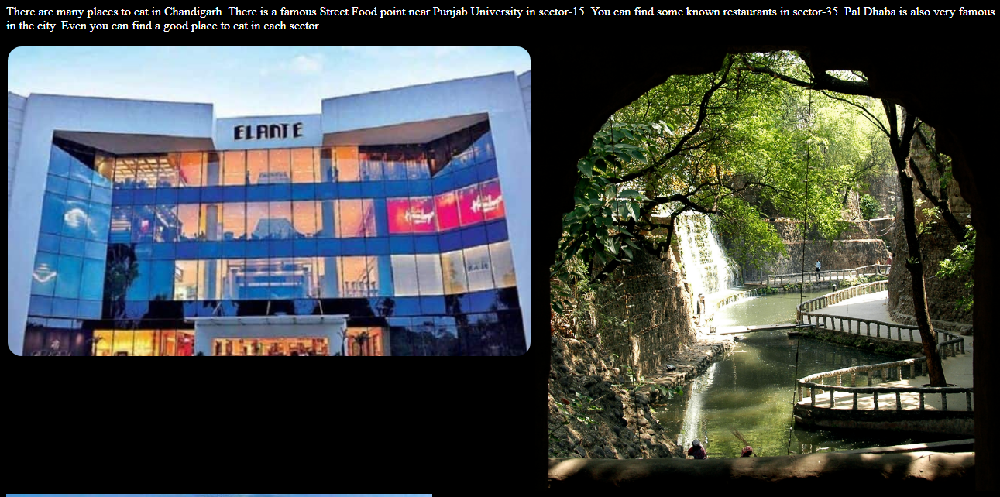 There are many places to eat in Chandigarh. There is a famous Street Food point near Punjab University in sector-15. You can find some known restaurants in sector-35. Pal Dhaba is also very famous
in the city. Even you can find a good place to eat in each sector.
ELANTE